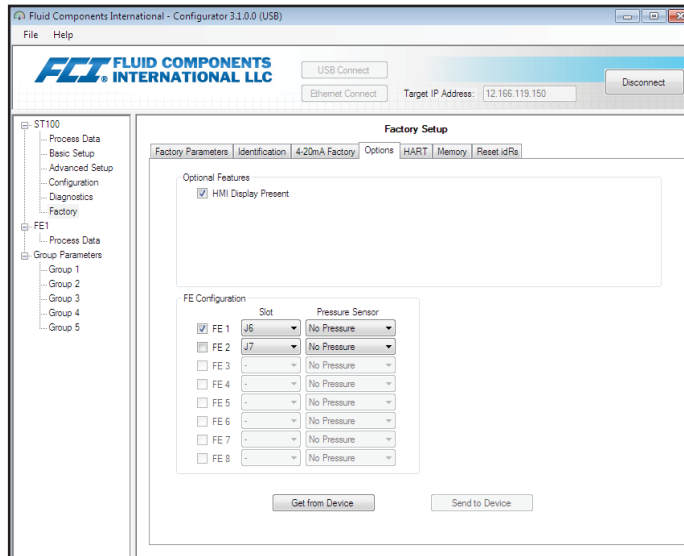 Fluid Components International - Configurator 3.1.0.0 (USB)
File Help
FCI FLUID COMPONENTS
® INTERNATIONAL LLC
USB Connect
Ethernet Connect Target IP Address: 12.166.119.150
Disconnect
ST100
Process Data
Basic Setup
Advanced Setup
Configuration
Diagnostics
Factory
FE1
Process Data
Group Parameters
Group 1
Group 2
Group 3
Group 4
Group 5
Factory Setup
Factory Parameters Identification 4-20mA Factory Options HART Memory Reset idRs
Optional Features
HMI Display Present
FE Configuration
Slot Pressure Sensor
FE 1 J6 No Pressure
FE 2 J7 No Pressure
FE 3 - No Pressure
FE 4 - No Pressure
FE 5 - No Pressure
FE 6 - No Pressure
FE 7 - No Pressure
FE 8 - No Pressure
Get from Device Send to Device